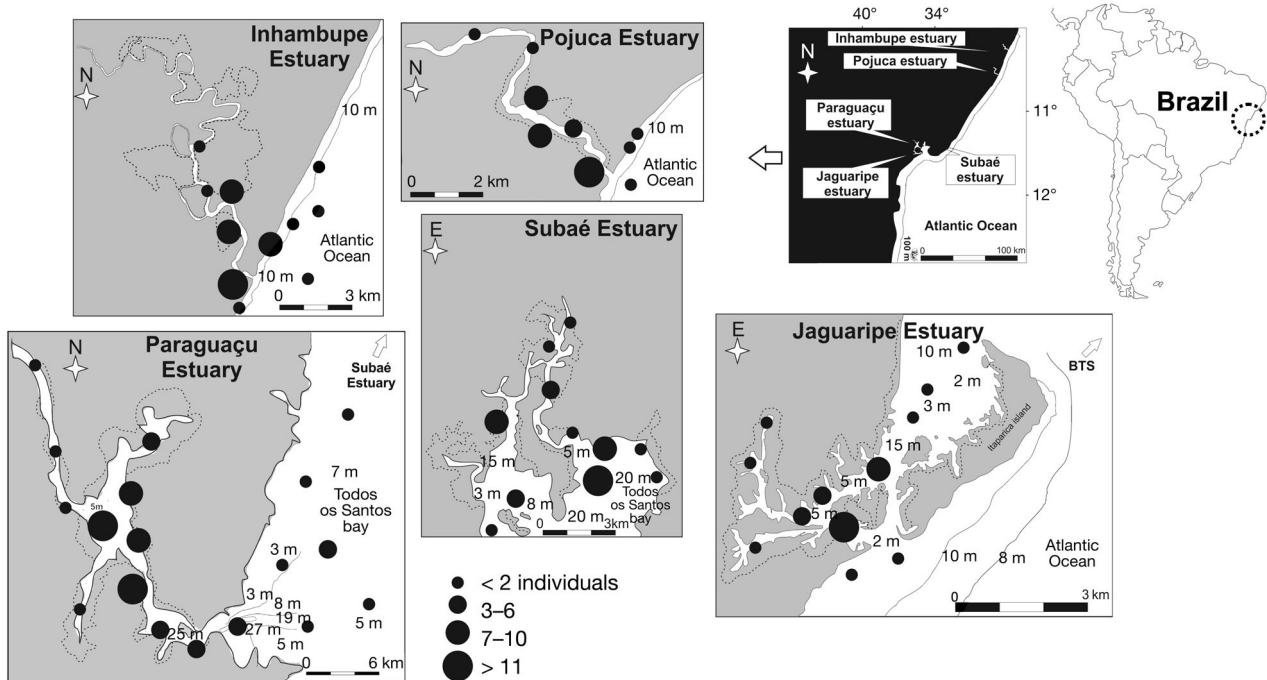 Inhambupe
Estuary
N
10 m
Atlantic
Ocean
10 m
0 3 km
Pojuca Estuary
N
10 m
Atlantic
Ocean
0 2 km
40° 34°
N
Inhambupe estuary
Pojuca estuary
Paraguaçu
estuary
Jaguaripe
estuary
Subaé
estuary
Atlantic Ocean
100 m
0 100 km
11°
12°
Brazil
E
Subaé Estuary
15 m
5 m
3 m
8 m
20 m
Todos
os Santos
bay
20 m
0 3km
N
Paraguaçu
Estuary
Subaé
Estuary
5m
7 m
Todos
os Santos
bay
3 m
3 m
8 m
19 m
27 m
25 m
5 m
5 m
0 6 km
E
Jaguaripe Estuary
10 m
2 m
3 m
15 m
5 m
5 m
2 m
10 m
8 m
Itaparica island
BTS
Atlantic
Ocean
0 3 km
< 2 individuals
3–6
7–10
> 11